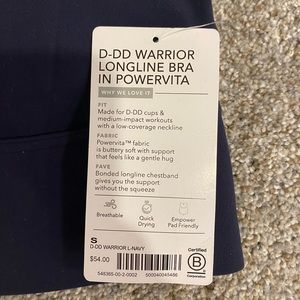 D-DD WARRIOR
LONGLINE BRA
IN POWERVITA
WHY WE LOVE IT
FIT
Made for D-DD cups &
medium-impact workouts
with a low-coverage neckline
FABRIC
Powervita™ fabric
is buttery soft with support
that feels like a gentle hug
FAVE
Bonded longline chestband
gives you the support
without the squeeze
Breathable
Quick
Drying
Empower
Pad Friendly
S
D-DD WARRIOR L-NAVY
$54.00
548365-00-2-0002
500040041456
Certified
B
Corporation